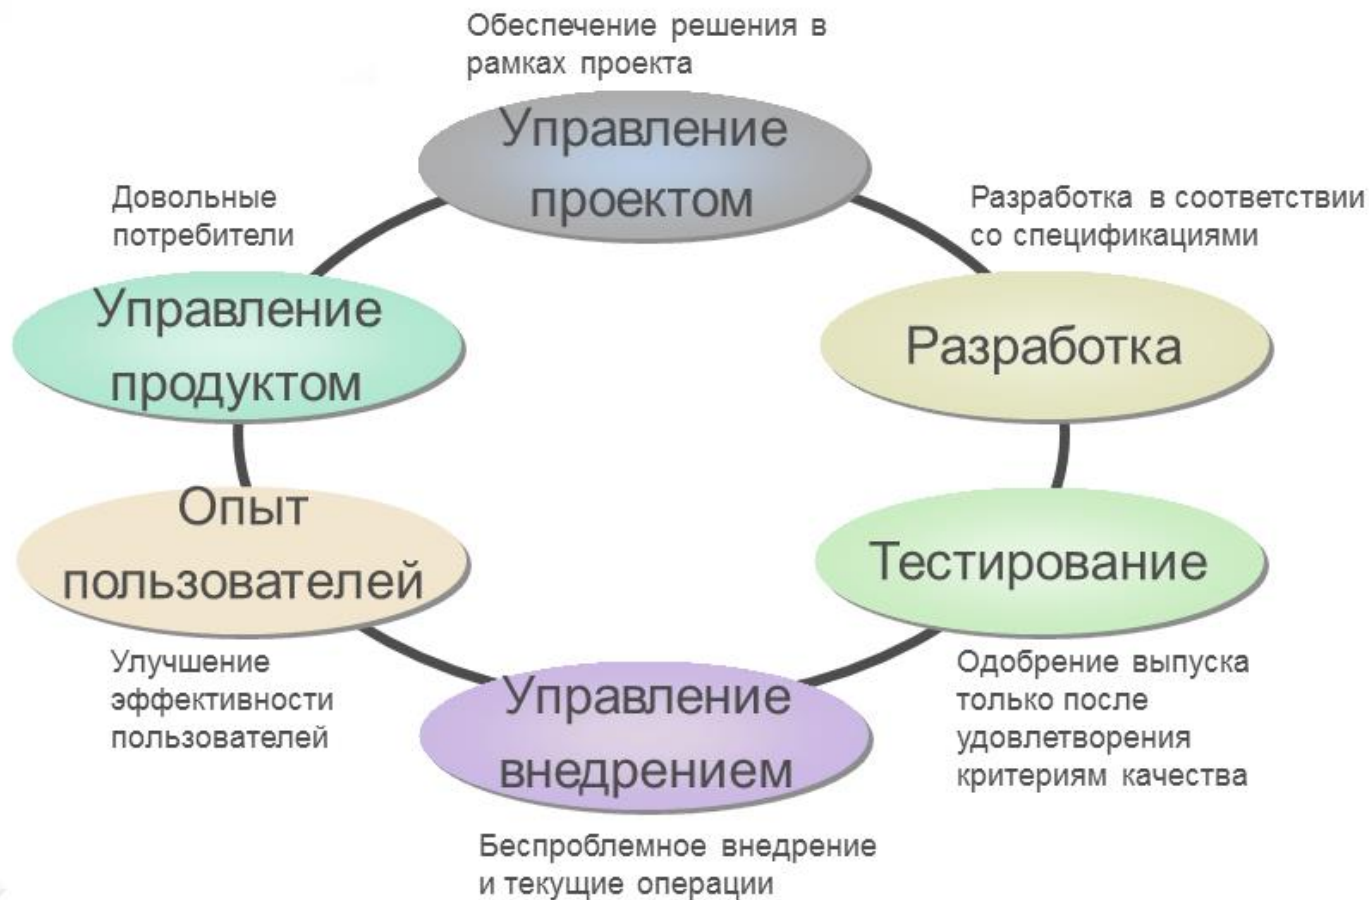 Обеспечение решения в
рамках проекта
Управление
проектом
Довольные
потребители
Разработка в соответствии
со спецификациями
Управление
продуктом
Разработка
Опыт
пользователей
Тестирование
Улучшение
эффективности
пользователей
Одобрение выпуска
только после
удовлетворения
критериям качества
Управление
внедрением
Беспроблемное внедрение
и текущие операции